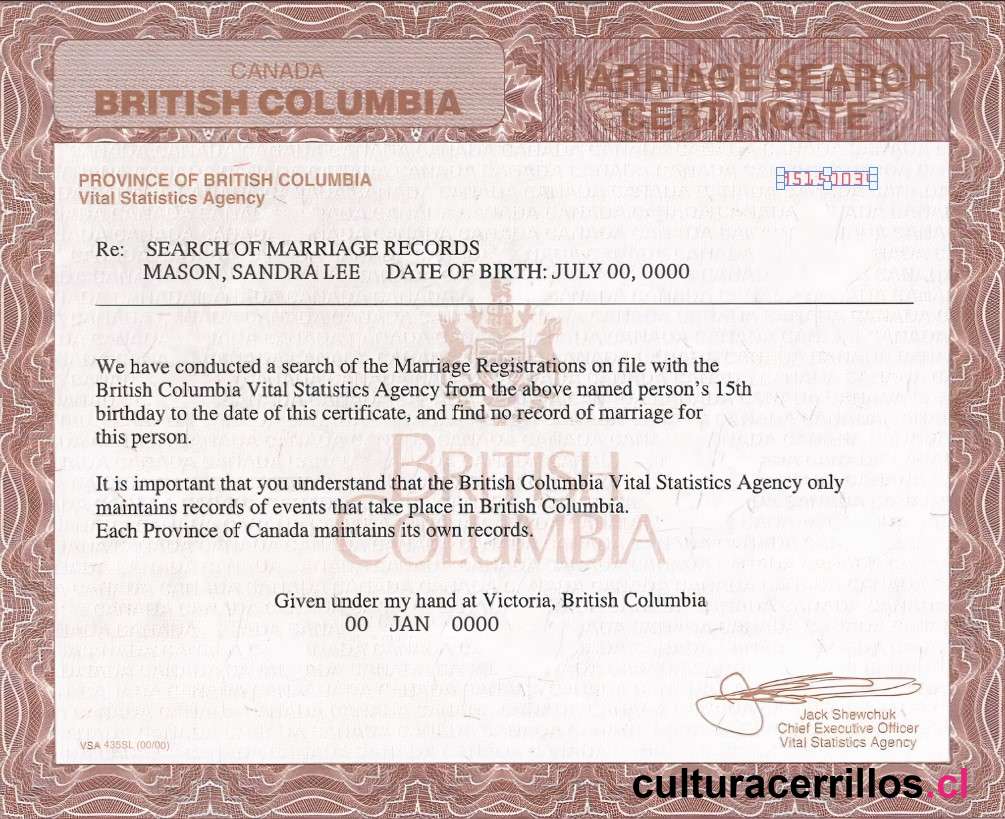 CANADA
BRITISH COLUMBIA
MARRIAGE SEARCH
CERTIFICATE
PROVINCE OF BRITISH COLUMBIA
Vital Statistics Agency
Re: SEARCH OF MARRIAGE RECORDS
MASON, SANDRA LEE DATE OF BIRTH: JULY 00, 0000
We have conducted a search of the Marriage Registrations on file with the
British Columbia Vital Statistics Agency from the above named person's 15th
birthday to the date of this certificate, and find no record of marriage for
this person.
It is important that you understand that the British Columbia Vital Statistics Agency only
maintains records of events that take place in British Columbia.
Each Province of Canada maintains its own records.
BRITISH
COLUMBIA
Given under my hand at Victoria, British Columbia
00 JAN 0000
Jack Shewchuk
Chief Executive Officer
Vital Statistics Agency
VSA 435SL (00/00)
culturacerrillos.cl